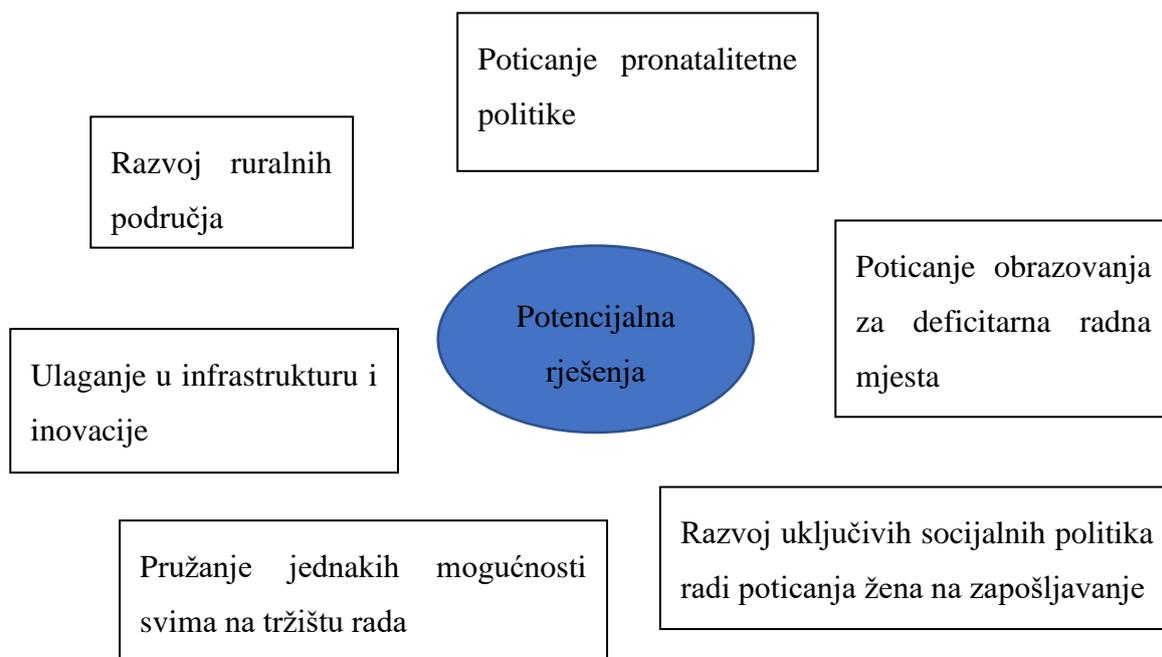 Poticanje pronatalitetne
politike
Razvoj ruralnih
područja
Poticanje obrazovanja
za deficitarna radna
mjesta
Potencijalna
rješenja
Ulaganje u infrastrukturu i
inovacije
Razvoj uključivih socijalnih politika
radi poticanja žena na zapošljavanje
Pružanje jednakih mogućnosti
svima na tržištu rada